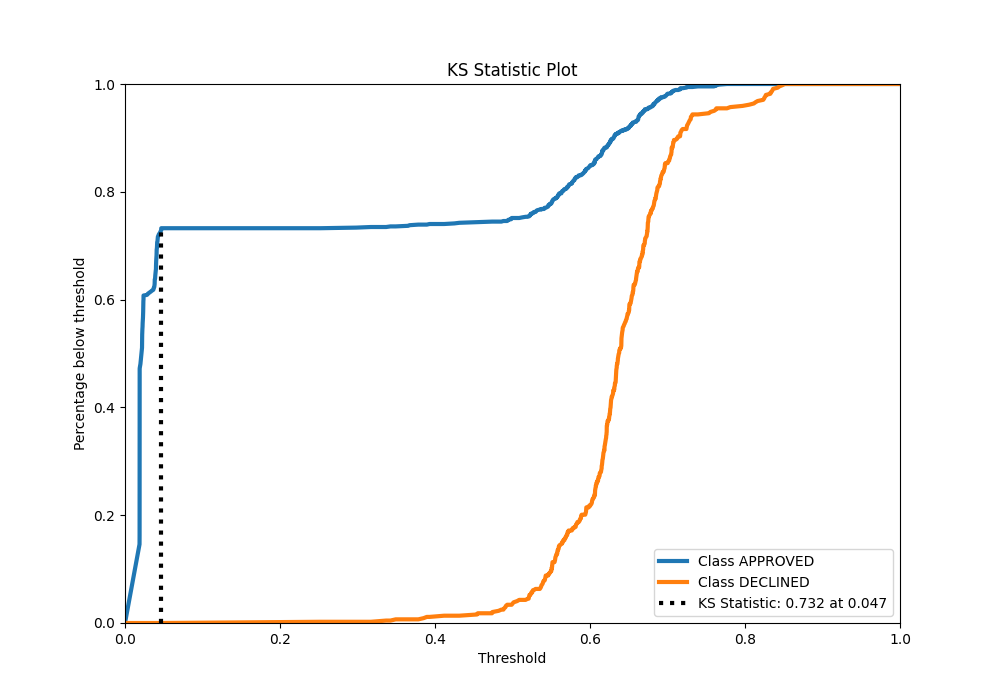 KS Statistic Plot
1.0
0.8
0.6
0.4
0.2
0.0
Percentage below threshold
0.0 0.2 0.4 0.6 0.8 1.0
Threshold
Class APPROVED
Class DECLINED
KS Statistic: 0.732 at 0.047